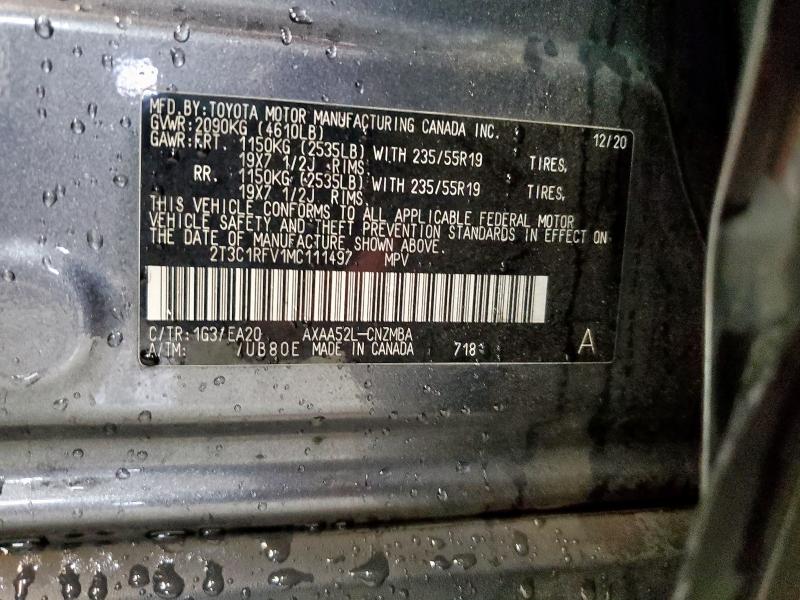 MFD.BY:TOYOTA MOTOR MANUFACTURING CANADA INC.
GVWR:2090KG (4610LB) 12/20
GAWR:FRT. 1150KG (2535LB) WITH 235/55R19 TIRES,
19X7 1/2J RIMS,
RR. 1150KG (2535LB) WITH 235/55R19 TIRES,
19X7 1/2J RIMS
THIS VEHICLE CONFORMS TO ALL APPLICABLE FEDERAL MOTOR
VEHICLE SAFETY AND THEFT PREVENTION STANDARDS IN EFFECT ON
THE DATE OF MANUFACTURE SHOWN ABOVE.
2T3C1RFV1MC111497 MPV
C/TR:1G3/EA20 AXAA52L-CNZMBA
A/TM: /UB80E MADE IN CANADA 718 A